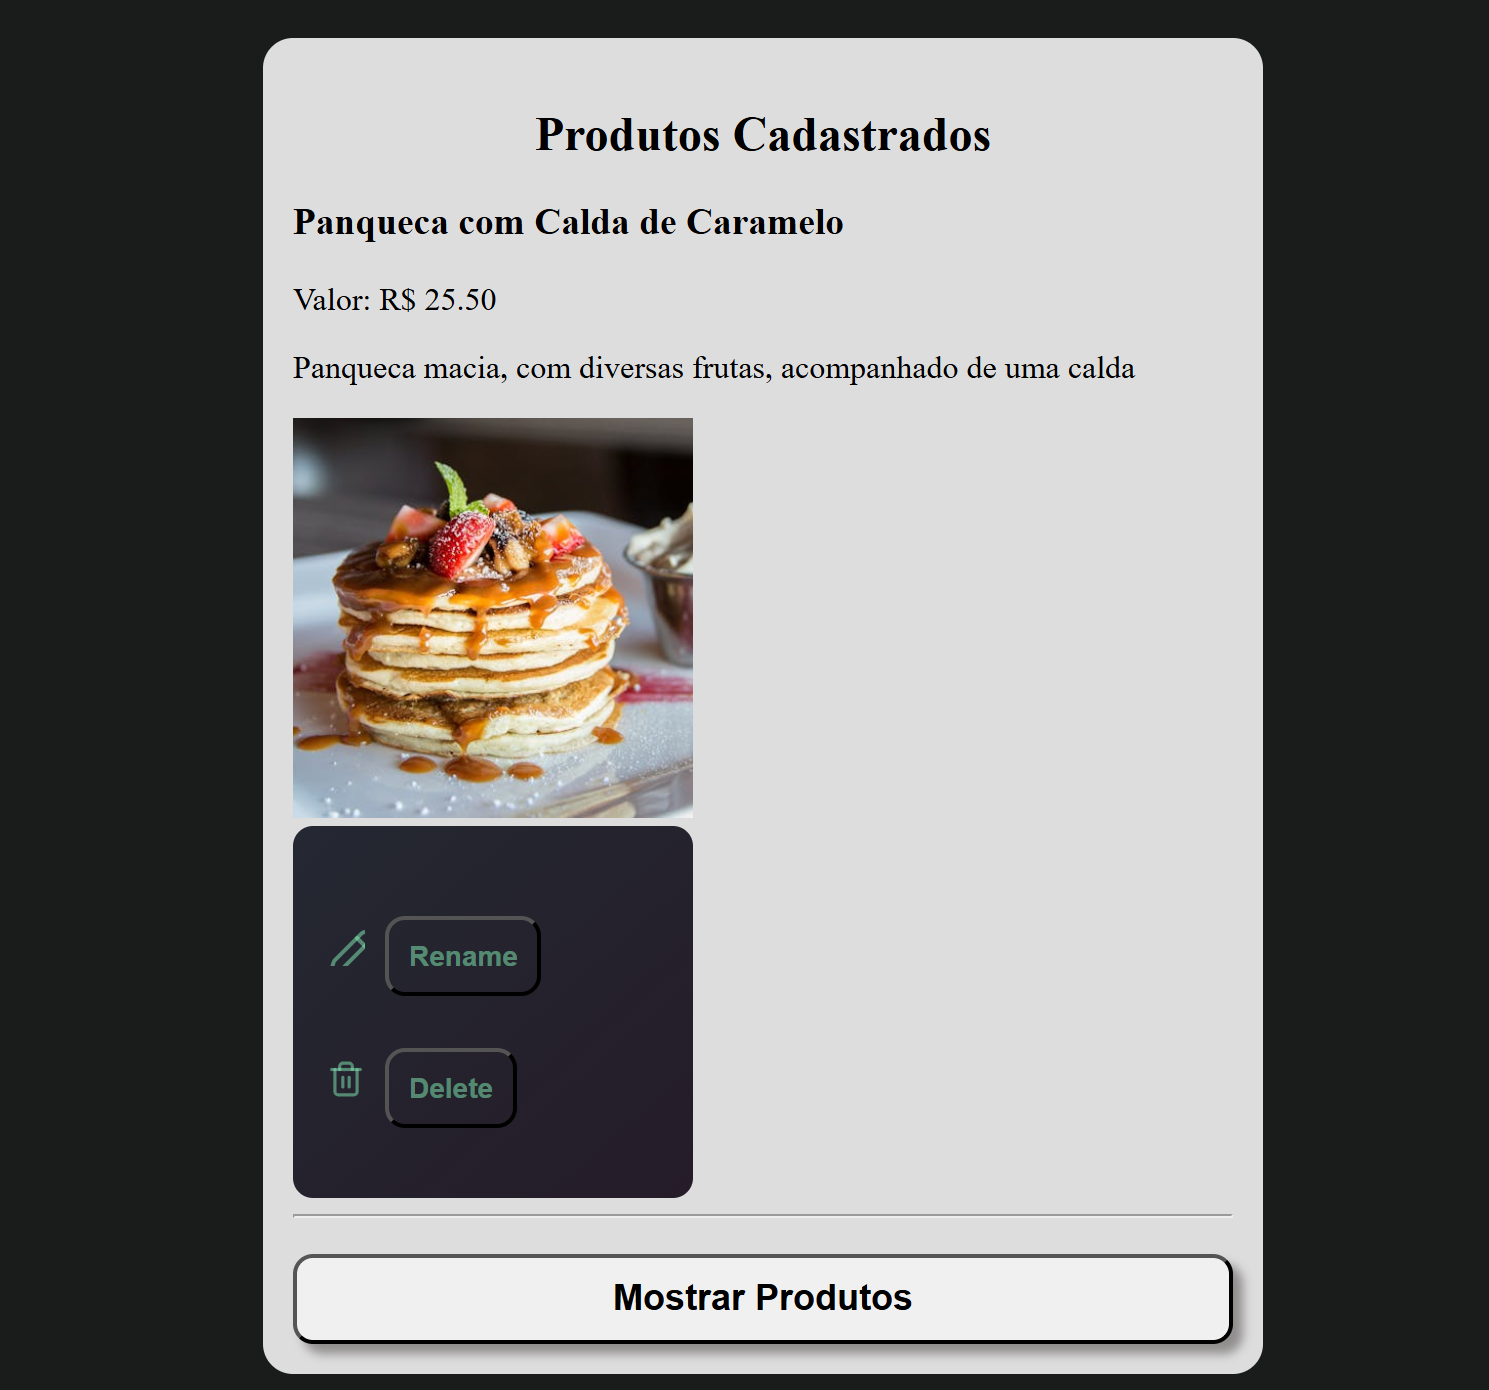 Produtos Cadastrados
Panqueca com Calda de Caramelo
Valor: R$ 25.50
Panqueca macia, com diversas frutas, acompanhado de uma calda
Rename
Delete
Mostrar Produtos